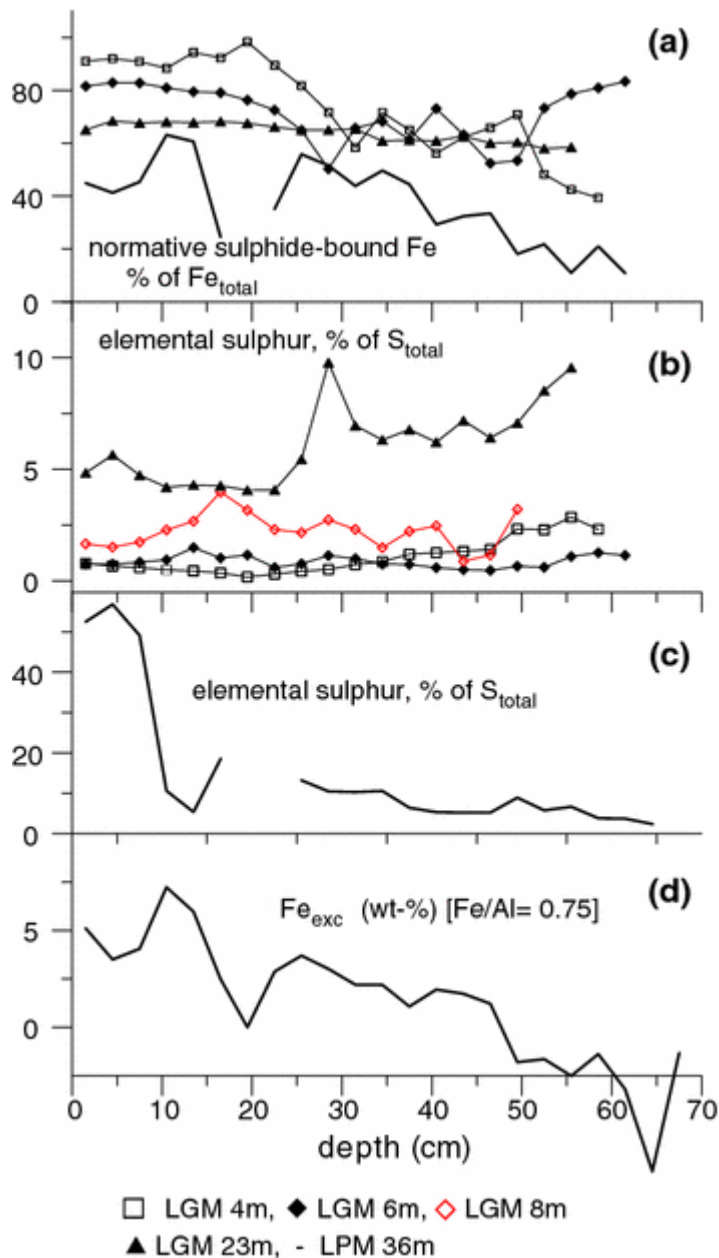 (a)
80
40
0
normative sulphide-bound Fe
% of Fe_total
elemental sulphur, % of S_total
(b)
10
5
0
(c)
elemental sulphur, % of S_total
40
20
0
(d)
Fe_exc (wt-%) [Fe/Al= 0.75]
5
0
0 10 20 30 40 50 60 70
depth (cm)
LGM 4m, LGM 6m, LGM 8m
LGM 23m, - LPM 36m